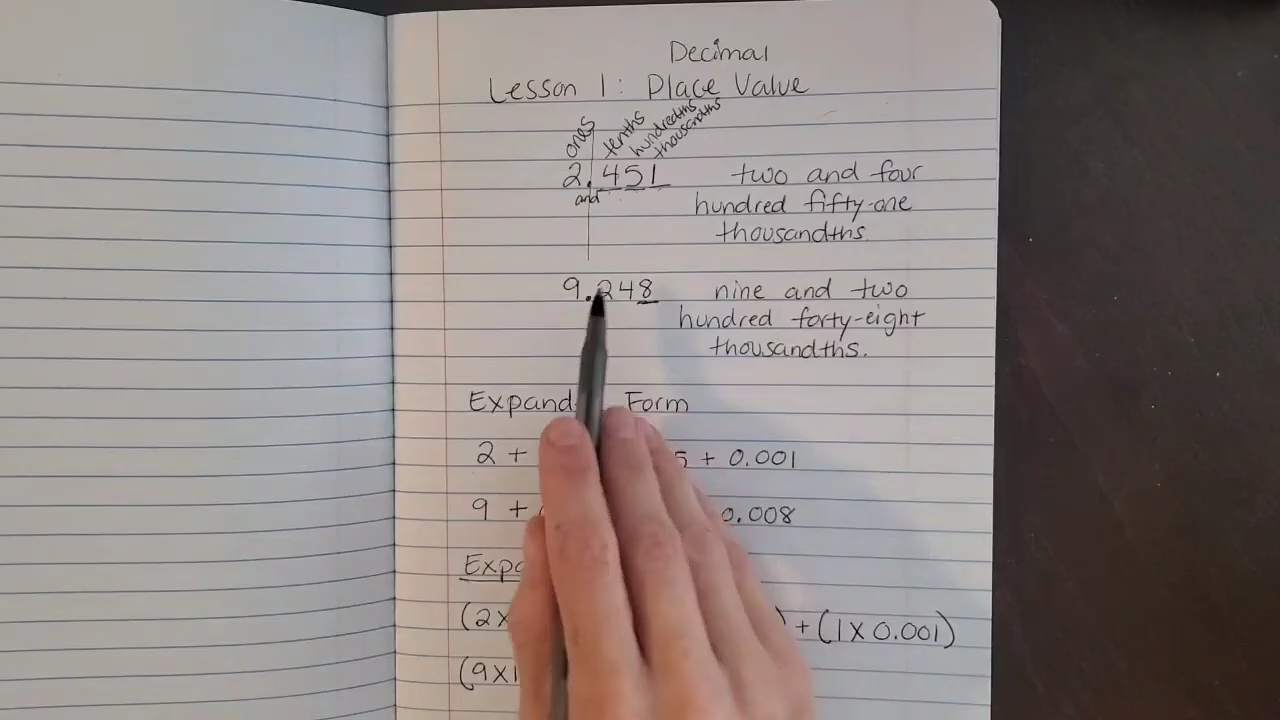 Decimal
Lesson 1: Place Value
ones tenths hundredths thousandths
2.451 two and four
and hundred fifty-one
thousandths
9.248 nine and two
hundred forty-eight
thousandths.
Form
2 + 5 + 0.001
9 + 0.008
(2x ) + (1 x 0.001)
(9x1